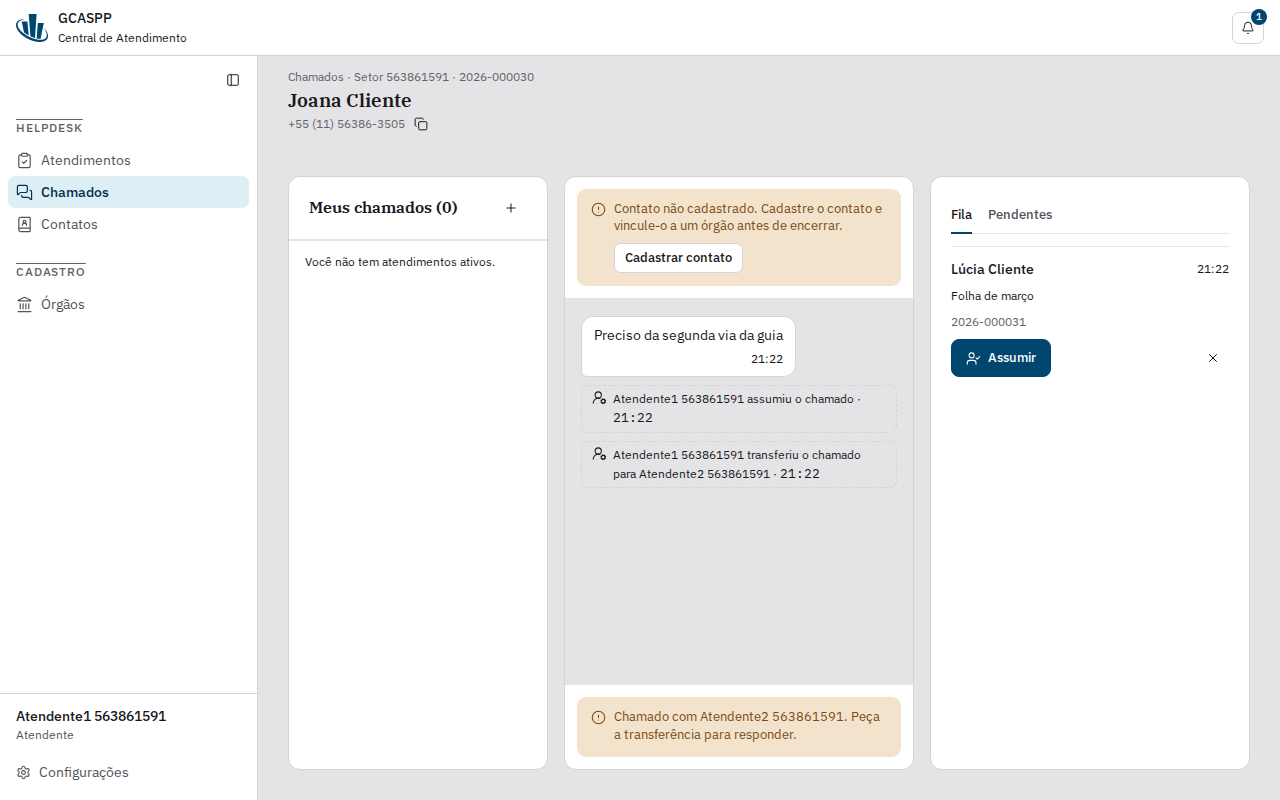 GCASPP
Central de Atendimento
1
HELPDESK
Atendimentos
Chamados
Contatos
CADASTRO
Órgãos
Atendente1 563861591
Atendente
Configurações
Chamados · Setor 563861591 · 2026-000030
Joana Cliente
+55 (11) 56386-3505
Meus chamados (0)
Você não tem atendimentos ativos.
Contato não cadastrado. Cadastre o contato e
vincule-o a um órgão antes de encerrar.
Cadastrar contato
Preciso da segunda via da guia
21:22
Atendente1 563861591 assumiu o chamado ·
21:22
Atendente1 563861591 transferiu o chamado
para Atendente2 563861591 · 21:22
Chamado com Atendente2 563861591. Peça
a transferência para responder.
Fila Pendentes
Lúcia Cliente 21:22
Folha de março
2026-000031
Assumir